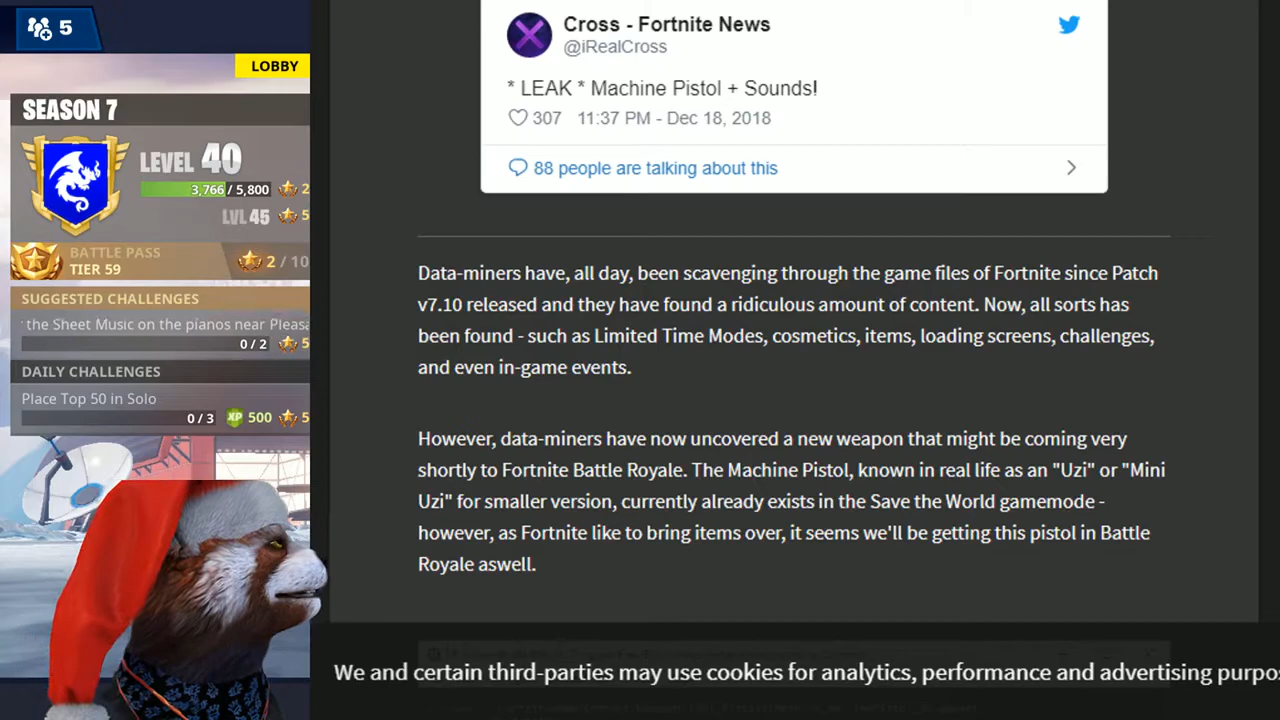 5
LOBBY
SEASON 7
LEVEL 40
3,766 / 5,800
2
LVL 45
5
BATTLE PASS
TIER 59
2 / 10
SUGGESTED CHALLENGES
the Sheet Music on the pianos near Pleasa
0 / 2
5
DAILY CHALLENGES
Place Top 50 in Solo
0 / 3
XP 500
5
Cross - Fortnite News
@iRealCross
* LEAK * Machine Pistol + Sounds!
307 11:37 PM - Dec 18, 2018
88 people are talking about this
Data-miners have, all day, been scavenging through the game files of Fortnite since Patch
v7.10 released and they have found a ridiculous amount of content. Now, all sorts has
been found - such as Limited Time Modes, cosmetics, items, loading screens, challenges,
and even in-game events.
However, data-miners have now uncovered a new weapon that might be coming very
shortly to Fortnite Battle Royale. The Machine Pistol, known in real life as an "Uzi" or "Mini
Uzi" for smaller version, currently already exists in the Save the World gamemode -
however, as Fortnite like to bring items over, it seems we'll be getting this pistol in Battle
Royale aswell.
We and certain third-parties may use cookies for analytics, performance and advertising purpo